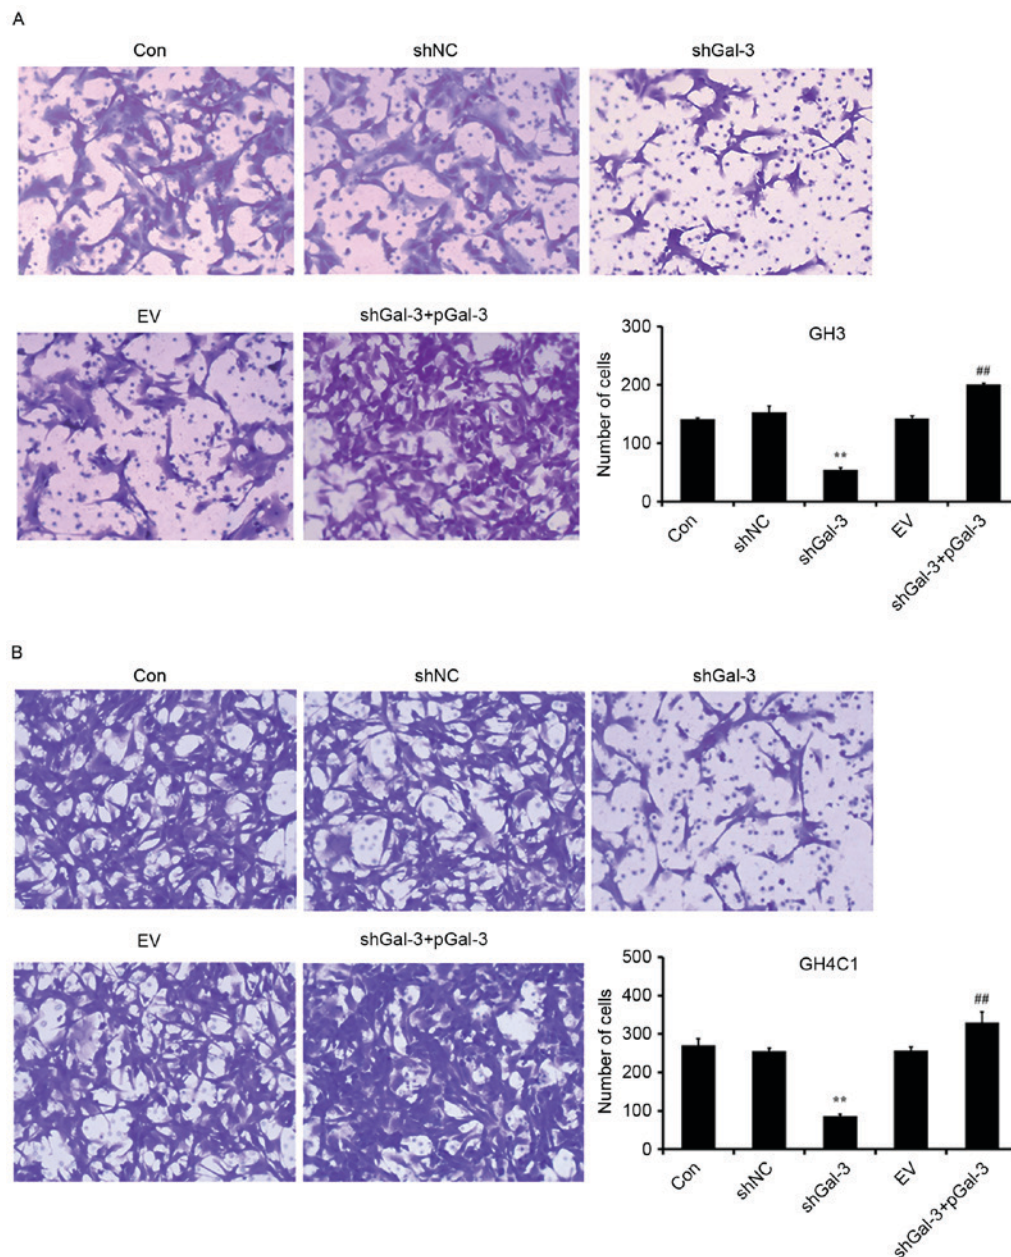 A
Con shNC shGal-3
EV shGal-3+pGal-3
GH3
Number of cells
300
200
100
0
**
##
Con shNC shGal-3 EV shGal-3+pGal-3
B
Con shNC shGal-3
EV shGal-3+pGal-3
GH4C1
Number of cells
500
400
300
200
100
0
**
##
Con shNC shGal-3 EV shGal-3+pGal-3